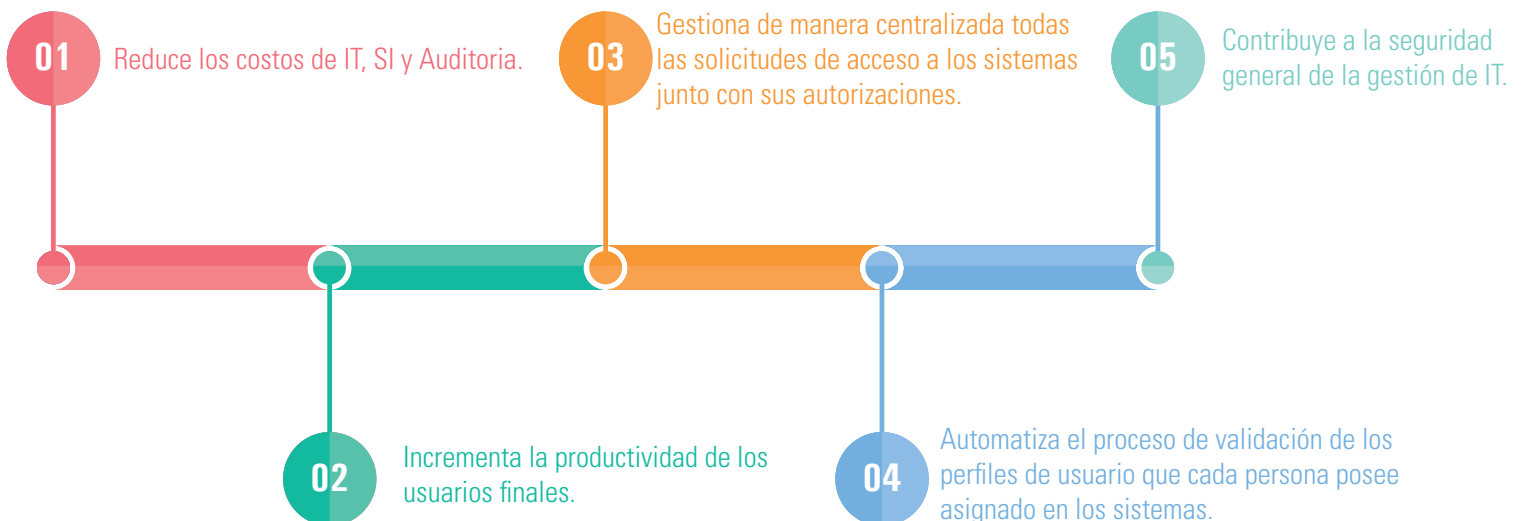 01
Reduce los costos de IT, SI y Auditoria.
02
Incrementa la productividad de los
usuarios finales.
03
Gestiona de manera centralizada todas
las solicitudes de acceso a los sistemas
junto con sus autorizaciones.
04
Automatiza el proceso de validación de los
perfiles de usuario que cada persona posee
asignado en los sistemas.
05
Contribuye a la seguridad
general de la gestión de IT.